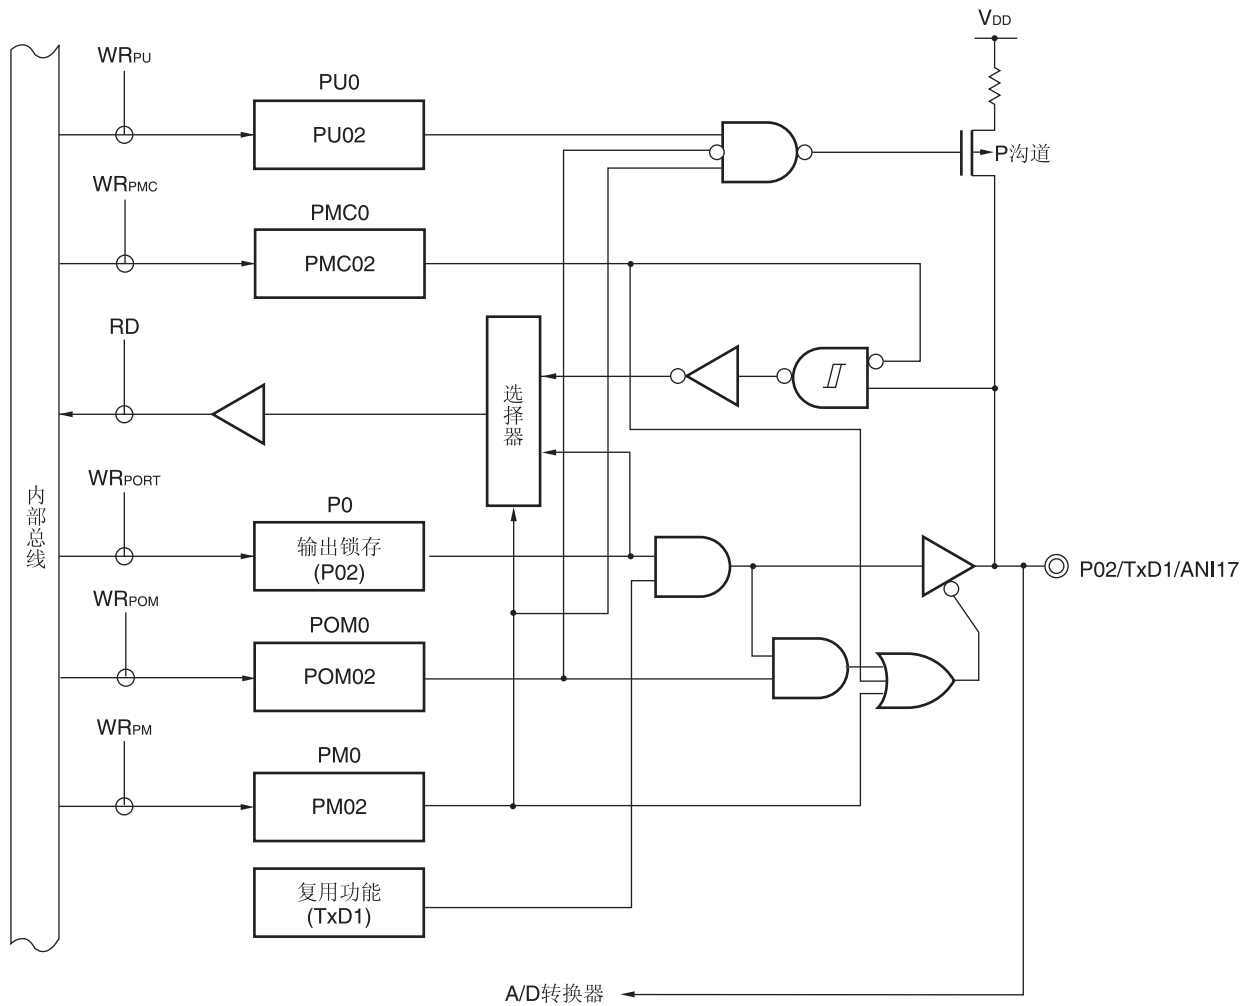 VDD
WRPU
PU0
PU02
P沟道
WRPMC
PMC0
PMC02
RD
选择器
WRPORT
P0
输出锁存
(P02)
内部总线
P02/TxD1/ANI17
WRPOM
POM0
POM02
WRPM
PM0
PM02
复用功能
(TxD1)
A/D转换器